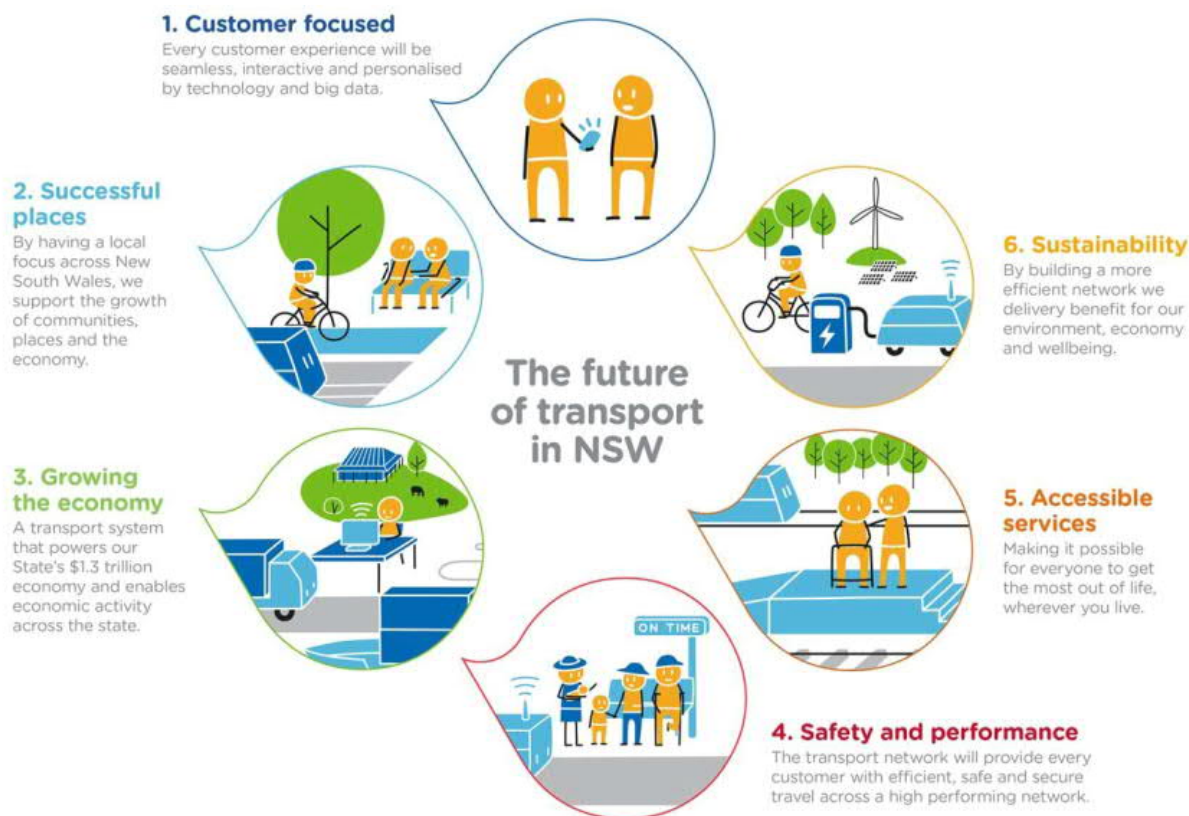 1. Customer focused
Every customer experience will be
seamless, interactive and personalised
by technology and big data.
2. Successful
places
By having a local
focus across New
South Wales, we
support the growth
of communities,
places and the
economy.
3. Growing
the economy
A transport system
that powers our
State's $1.3 trillion
economy and enables
economic activity
across the state.
The future
of transport
in NSW
ON TIME
4. Safety and performance
The transport network will provide every
customer with efficient, safe and secure
travel across a high performing network.
5. Accessible
services
Making it possible
for everyone to get
the most out of life,
wherever you live.
6. Sustainability
By building a more
efficient network we
delivery benefit for our
environment, economy
and wellbeing.